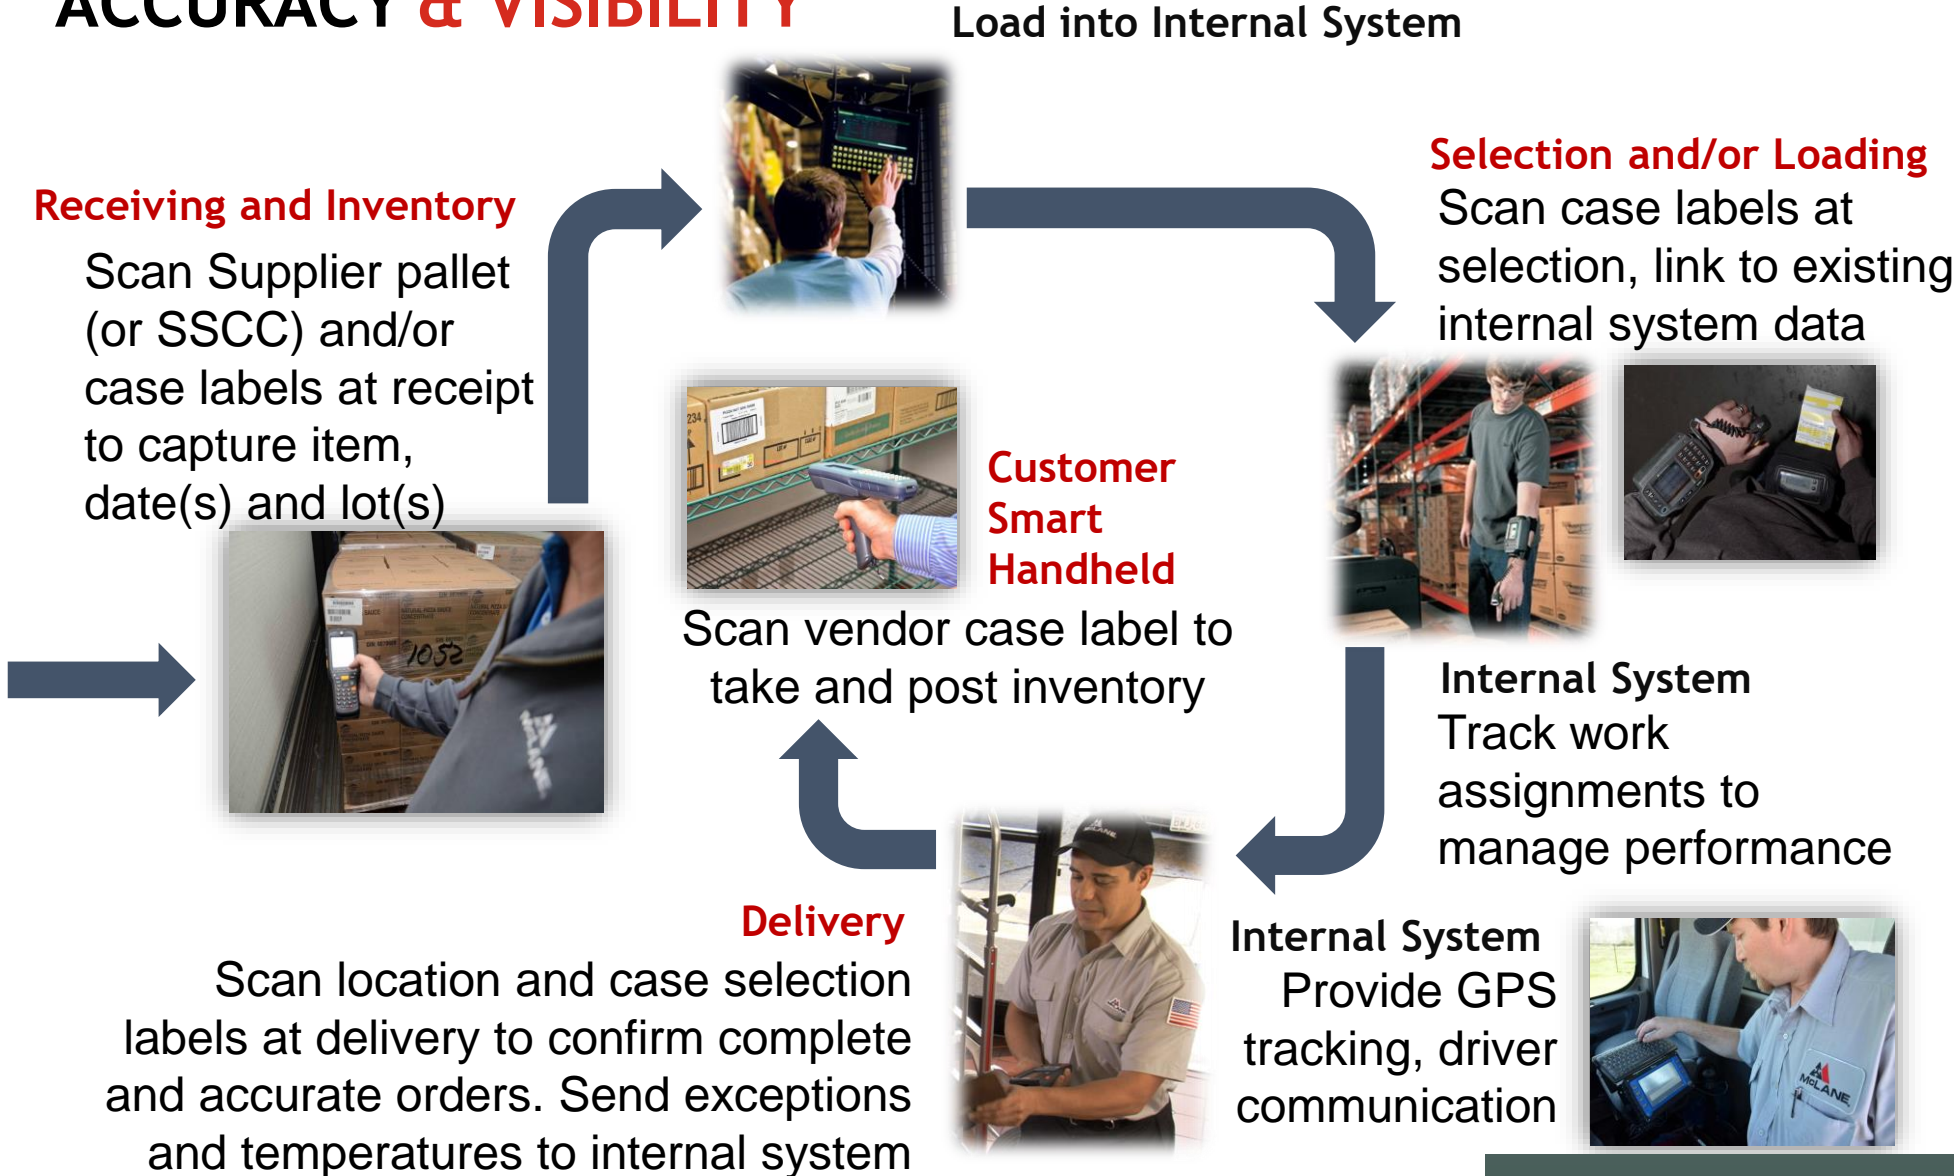 ACCURACY & VISIBILITY
Load into Internal System
Receiving and Inventory
Scan Supplier pallet
(or SSCC) and/or
case labels at receipt
to capture item,
date(s) and lot(s)
Selection and/or Loading
Scan case labels at
selection, link to existing
internal system data
Customer
Smart
Handheld
Scan vendor case label to
take and post inventory
1052
McLANE
Internal System
Track work
assignments to
manage performance
McLANE
Delivery
Scan location and case selection
labels at delivery to confirm complete
and accurate orders. Send exceptions
and temperatures to internal system
Internal System
Provide GPS
tracking, driver
communication
McLANE